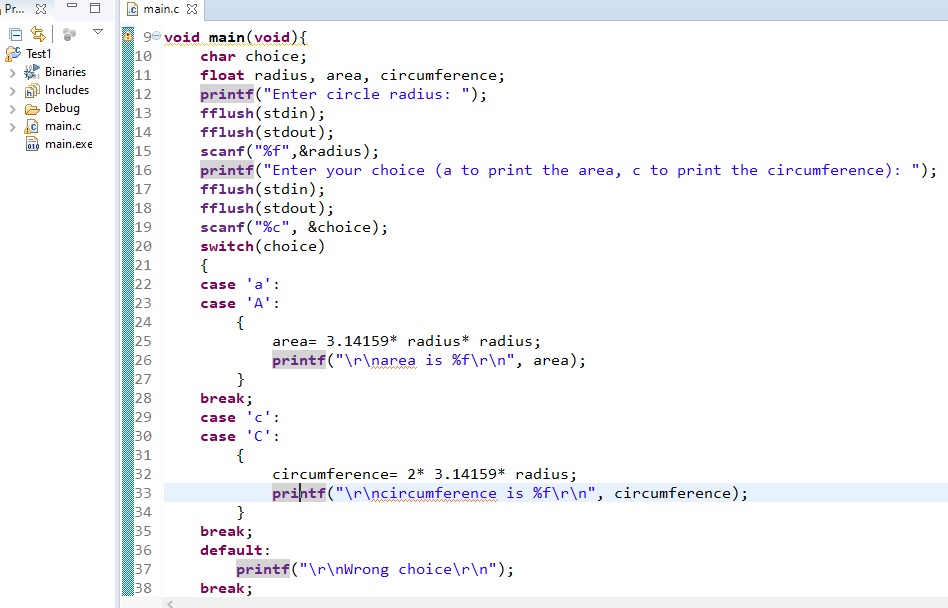 Pr...
main.c
Test1
Binaries
Includes
Debug
main.c
main.exe
9 void main(void){
10 char choice;
11 float radius, area, circumference;
12 printf("Enter circle radius: ");
13 fflush(stdin);
14 fflush(stdout);
15 scanf("%f",&radius);
16 printf("Enter your choice (a to print the area, c to print the circumference): ");
17 fflush(stdin);
18 fflush(stdout);
19 scanf("%c", &choice);
20 switch(choice)
21 {
22 case 'a':
23 case 'A':
24 {
25 area= 3.14159* radius* radius;
26 printf("\r\narea is %f\r\n", area);
27 }
28 break;
29 case 'c':
30 case 'C':
31 {
32 circumference= 2* 3.14159* radius;
33 printf("\r\ncircumference is %f\r\n", circumference);
34 }
35 break;
36 default:
37 printf("\r\nWrong choice\r\n");
38 break;